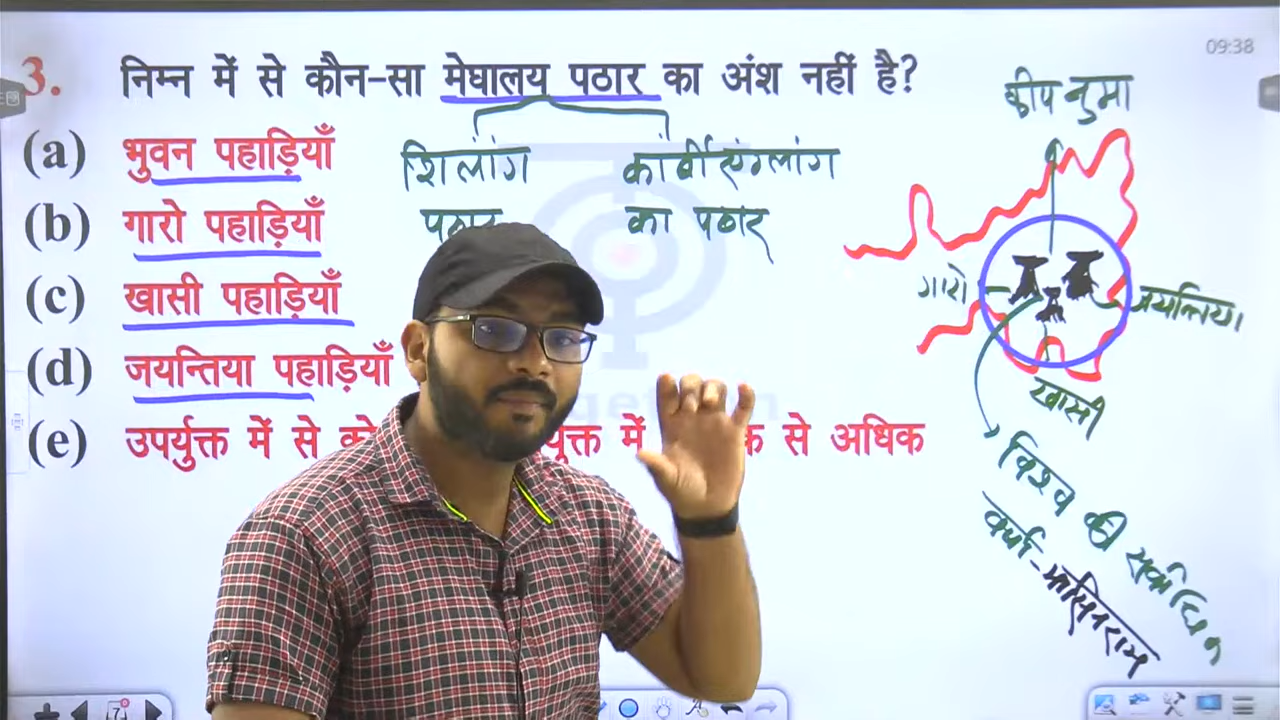 09:38
3. निम्न में से कौन-सा मेघालय पठार का अंश नहीं है?
(a) भुवन पहाड़ियाँ
(b) गारो पहाड़ियाँ
(c) खासी पहाड़ियाँ
(d) जयन्तिया पहाड़ियाँ
(e) उपर्युक्त में से में से अधिक
शिलांग
पठार
कार्बी एंग्लांग
का पठार
कीपनुमा
गारो
जयन्तिया
खासी
विश्व की सर्वाधिक
वर्षा-मासिनराम